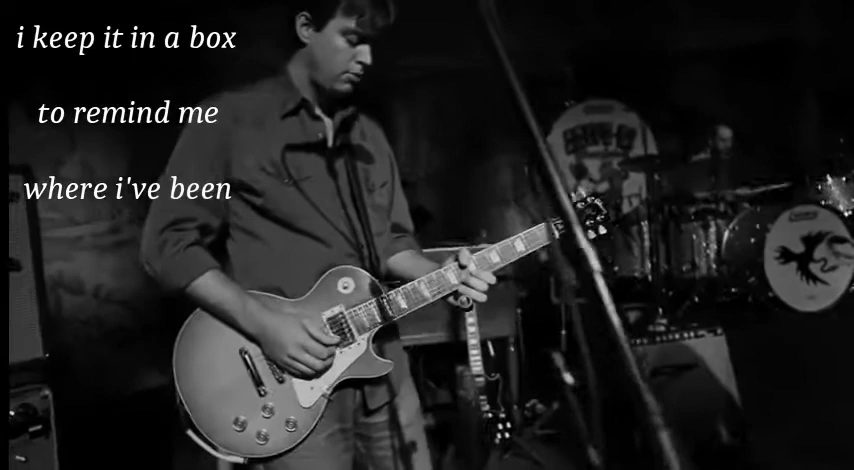 i keep it in a box
to remind me
where i've been